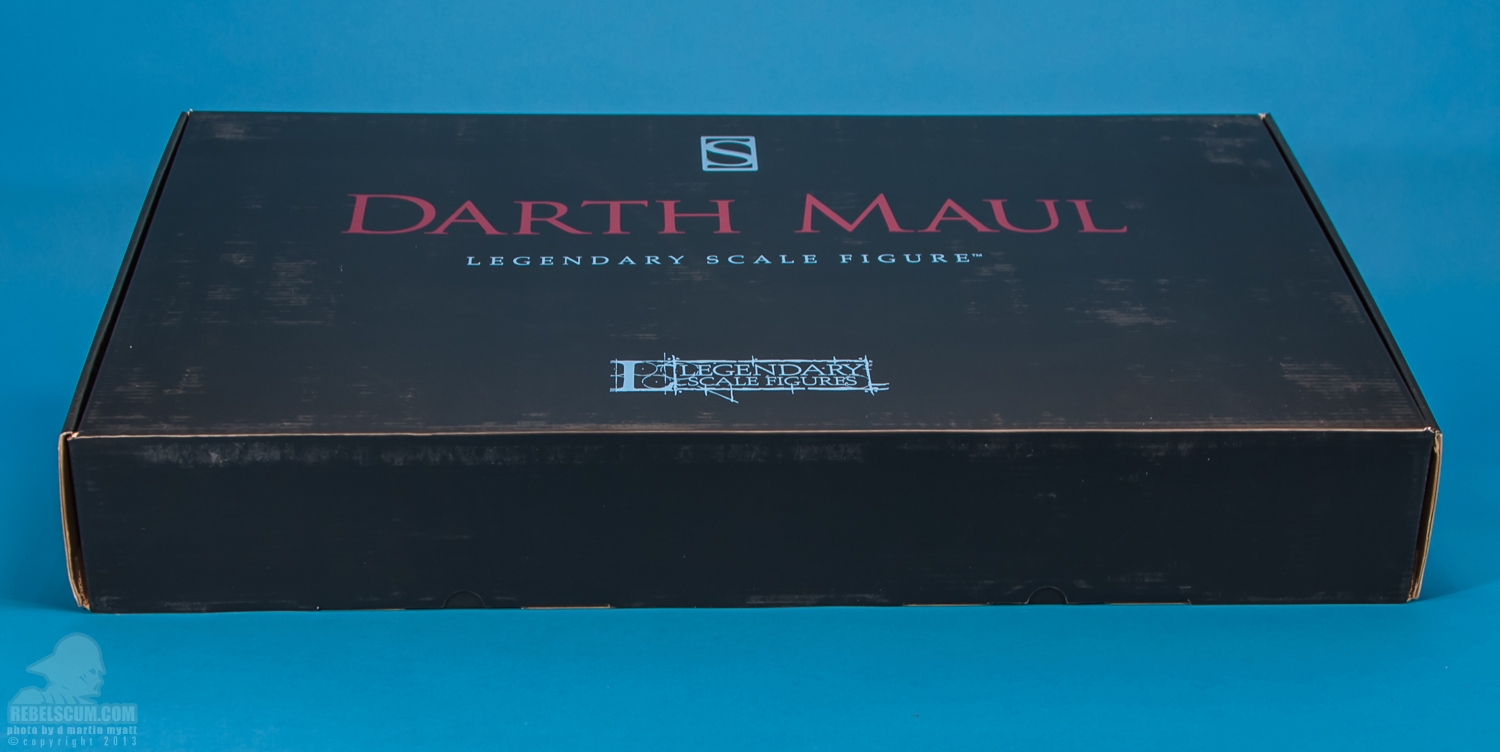 S
DARTH MAUL
LEGENDARY SCALE FIGURE™
L LEGENDARY
SCALE FIGURES
REBELSCUM.COM
photo by d martin myatt
© copyright 2013